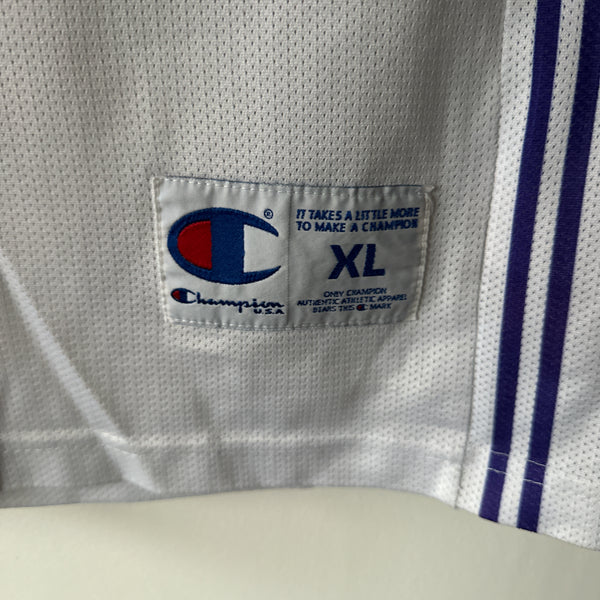 ®
Champion
U.S.A
IT TAKES A LITTLE MORE
TO MAKE A CHAMPION
XL
ONLY CHAMPION
AUTHENTIC ATHLETIC APPAREL
BEARS THIS C MARK